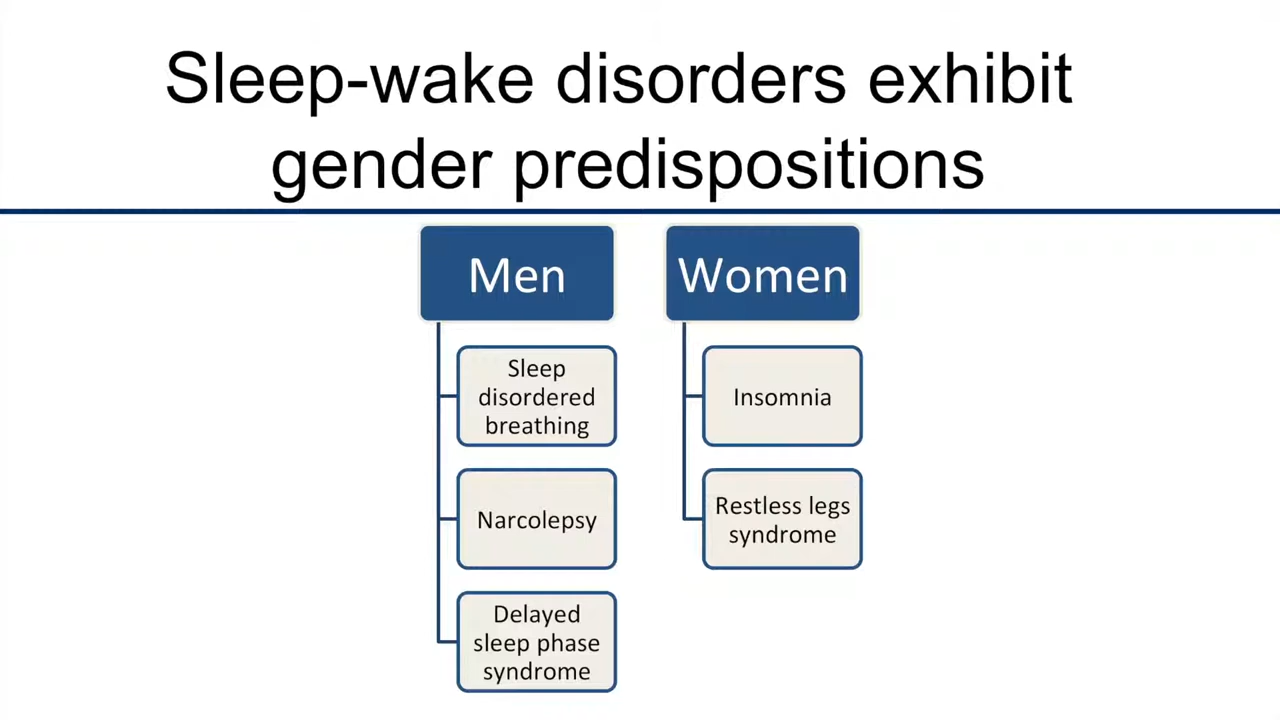 Sleep-wake disorders exhibit
gender predispositions
Men
Sleep
disordered
breathing
Narcolepsy
Delayed
sleep phase
syndrome
Women
Insomnia
Restless legs
syndrome